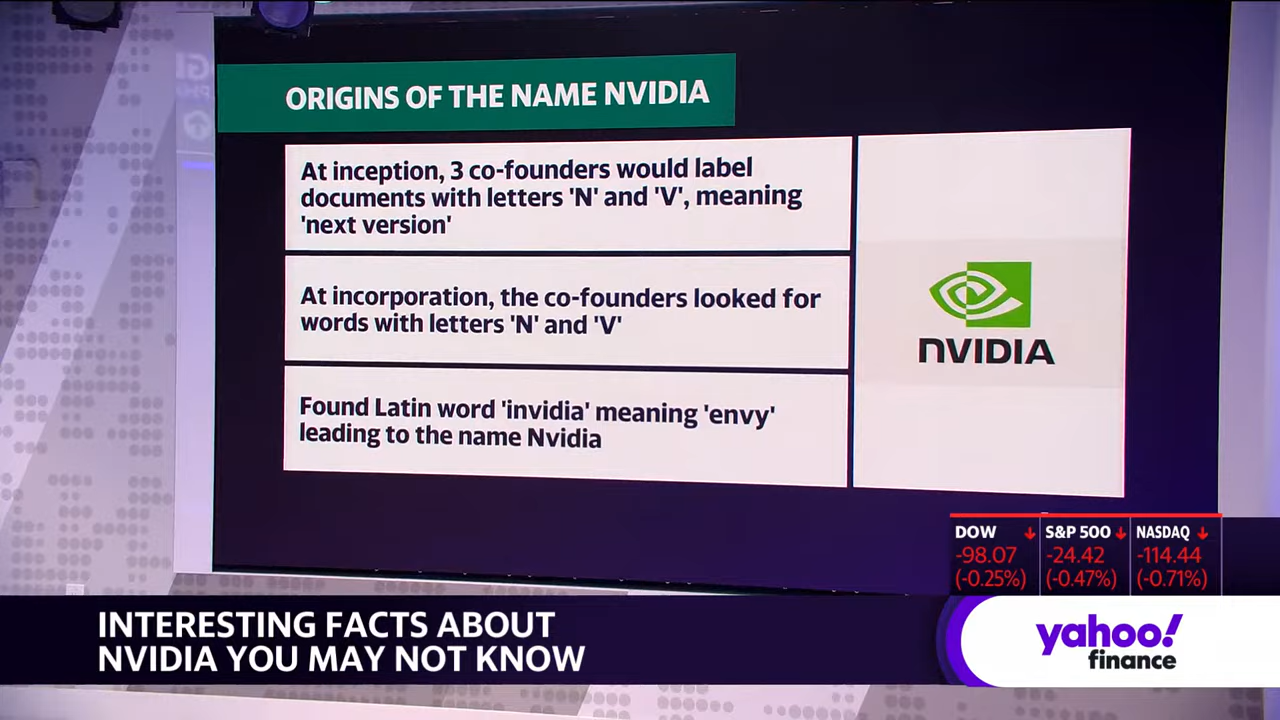 ORIGINS OF THE NAME NVIDIA
At inception, 3 co-founders would label
documents with letters 'N' and 'V', meaning
'next version'
At incorporation, the co-founders looked for
words with letters 'N' and 'V'
Found Latin word 'invidia' meaning 'envy'
leading to the name Nvidia
NVIDIA
DOW
-98.07
(-0.25%)
S&P 500
-24.42
(-0.47%)
NASDAQ
-114.44
(-0.71%)
INTERESTING FACTS ABOUT
NVIDIA YOU MAY NOT KNOW
yahoo!
finance